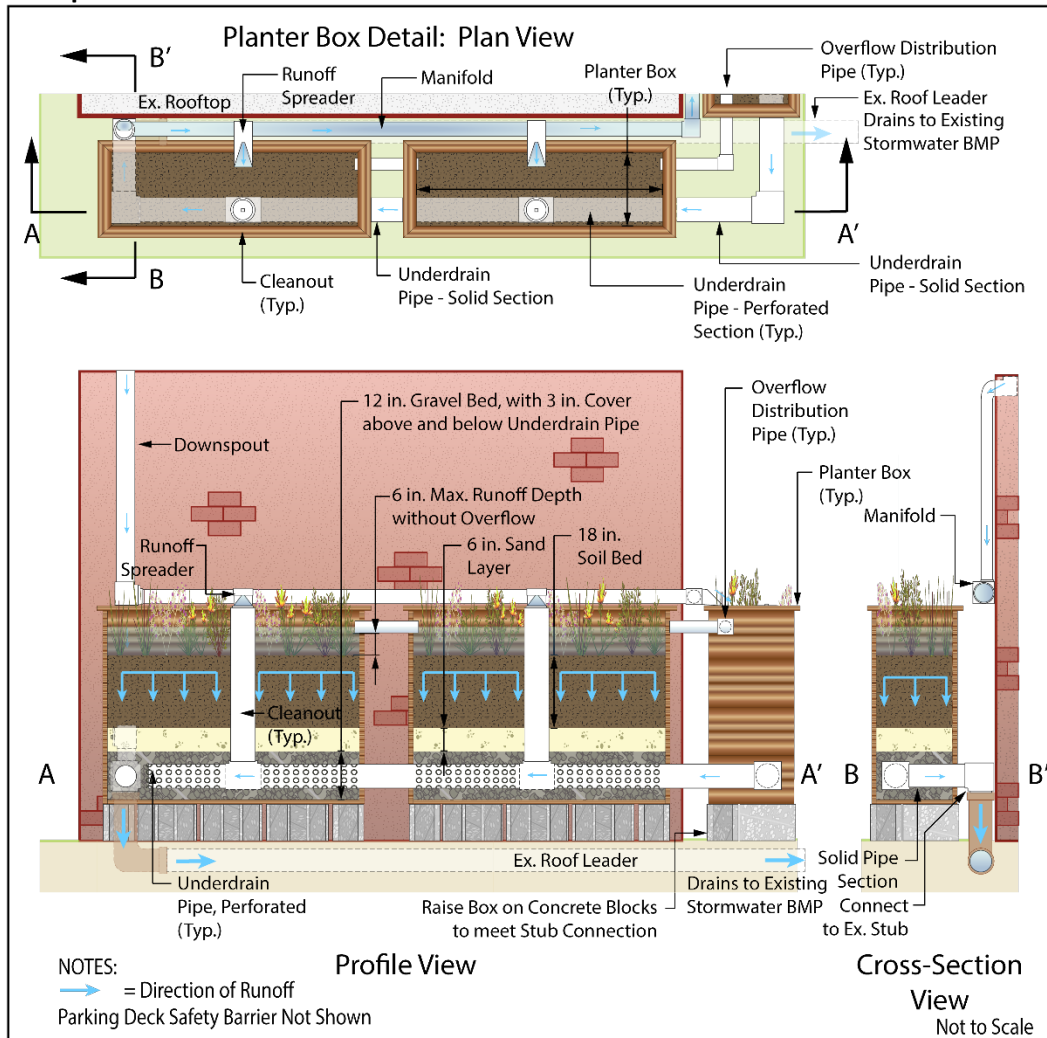 Planter Box Detail: Plan View
B'
Ex. Rooftop
Runoff
Spreader
Manifold
Planter Box
(Typ.)
Overflow Distribution
Pipe (Typ.)
Ex. Roof Leader
Drains to Existing
Stormwater BMP
A
A'
B
Cleanout
(Typ.)
Underdrain
Pipe - Solid Section
Underdrain
Pipe - Perforated
Section (Typ.)
Underdrain
Pipe - Solid Section
Downspout
12 in. Gravel Bed, with 3 in. Cover
above and below Underdrain Pipe
Overflow
Distribution
Pipe (Typ.)
Planter Box
(Typ.)
Manifold
6 in. Max. Runoff Depth
without Overflow
6 in. Sand
Layer
18 in.
Soil Bed
Runoff
Spreader
Cleanout
(Typ.)
A
A'
B
B'
Ex. Roof Leader
Underdrain
Pipe, Perforated
(Typ.)
Raise Box on Concrete Blocks
to meet Stub Connection
Drains to Existing
Stormwater BMP
Solid Pipe
Section
Connect
to Ex. Stub
NOTES:
= Direction of Runoff
Parking Deck Safety Barrier Not Shown
Profile View
Cross-Section
View
Not to Scale